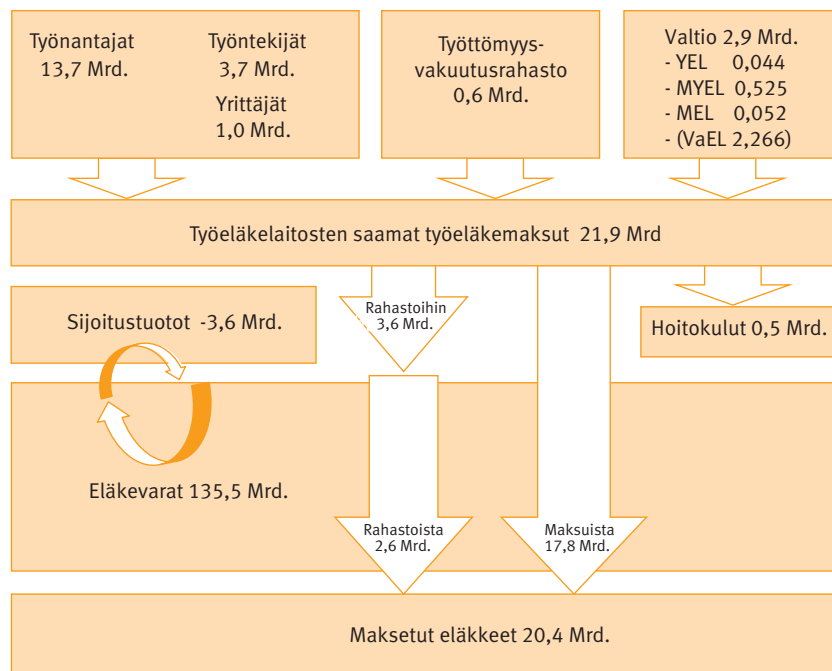 Työnantajat
13,7 Mrd.
Työntekijät
3,7 Mrd.
Yrittäjät
1,0 Mrd.
Työttömyys-
vakuutusrahasto
0,6 Mrd.
Valtio 2,9 Mrd.
- YEL 0,044
- MYEL 0,525
- MEL 0,052
- (VaEL 2,266)
Työeläkelaitosten saamat työeläkemaksut 21,9 Mrd
Sijoitustuotot -3,6 Mrd.
Rahastoihin
3,6 Mrd.
Hoitokulut 0,5 Mrd.
Eläkevarat 135,5 Mrd.
Rahastoista
2,6 Mrd.
Maksuista
17,8 Mrd.
Maksetut eläkkeet 20,4 Mrd.